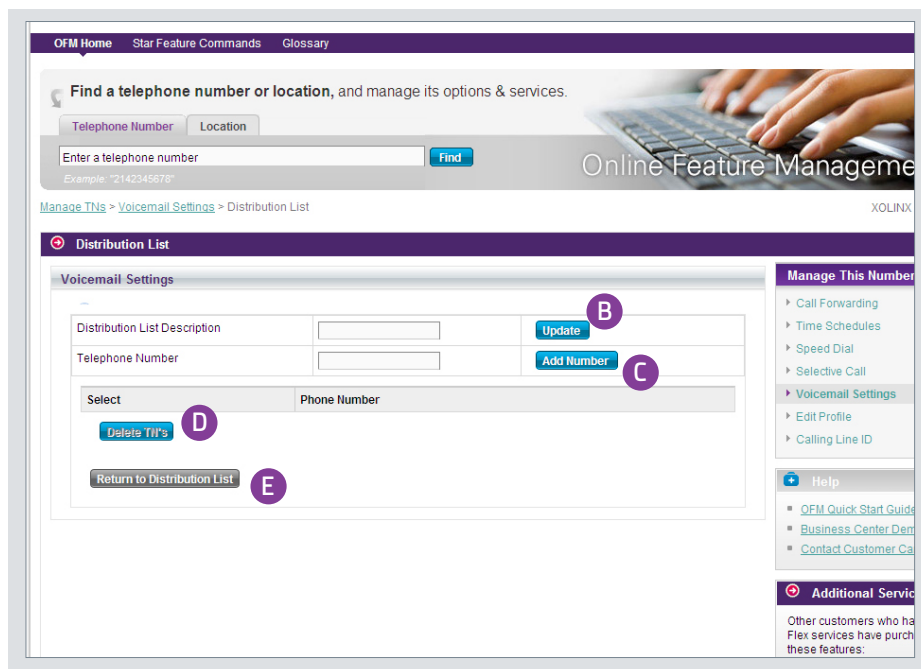 OFM Home Star Feature Commands Glossary
Find a telephone number or location, and manage its options & services.
Telephone Number Location
Enter a telephone number Find
Example: "2142345678"
Online Feature Manageme
Manage TNs > Voicemail Settings > Distribution List XOLINX
Distribution List
Voicemail Settings
Distribution List Description Update B
Telephone Number Add Number C
Select Phone Number
Delete TN's D
Return to Distribution List E
Manage This Number
Call Forwarding
Time Schedules
Speed Dial
Selective Call
Voicemail Settings
Edit Profile
Calling Line ID
Help
OFM Quick Start Guide
Business Center Dem
Contact Customer Ca
Additional Servic
Other customers who ha
Flex services have purch
these features: